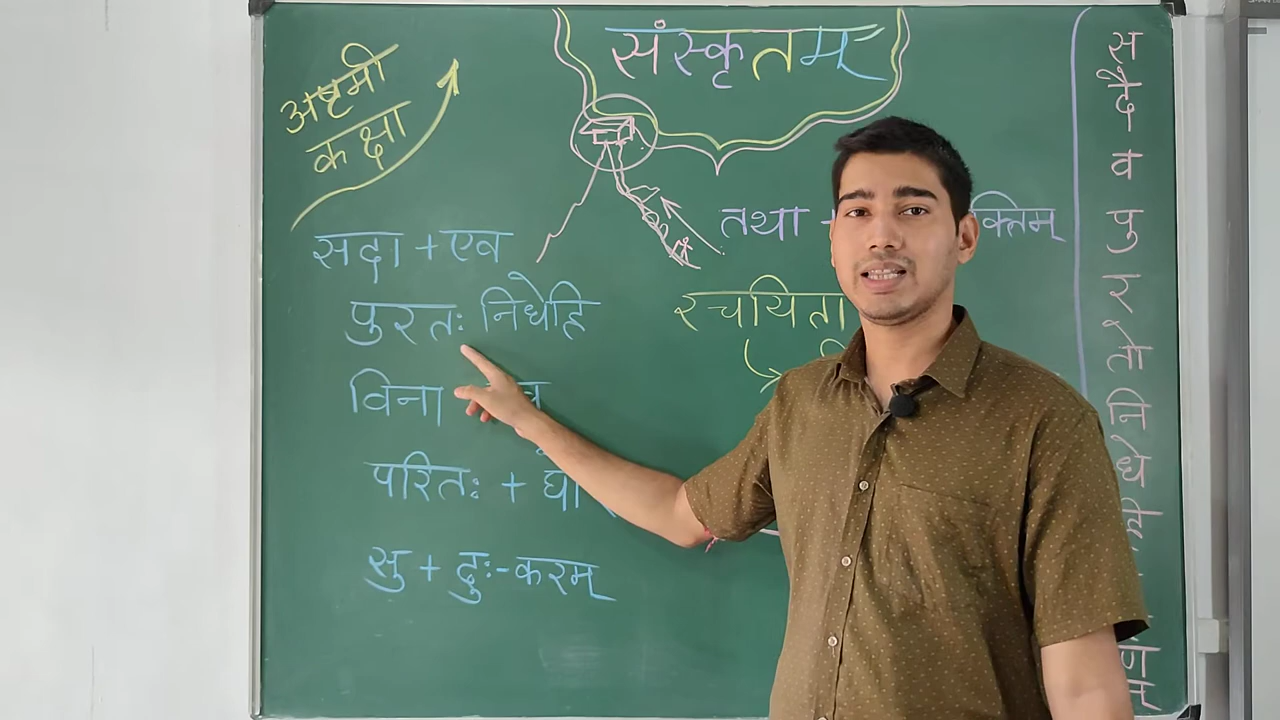 संस्कृतम्
अष्टमी
कक्षा
सदा + एव
पुरतः निधेहि
विना
परितः + घो
सु + दुः-करम्
तथा +
क्तिम्
रचयिता
सदैव पुरतो निधेहि